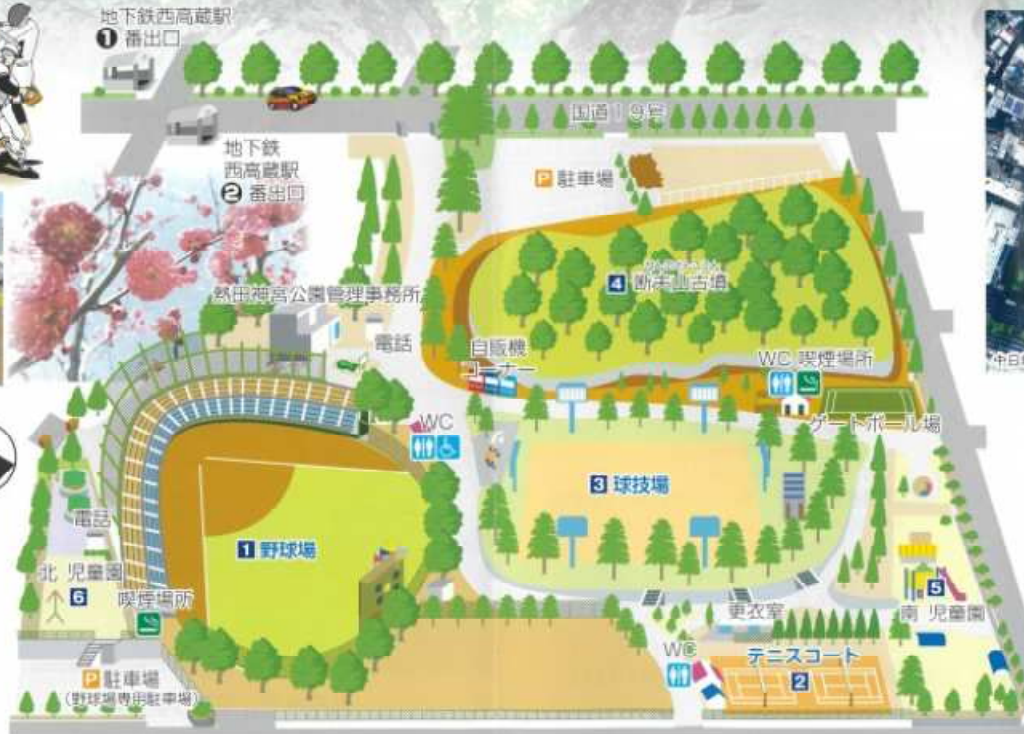 地下鉄西高蔵駅
❶ 番出口
国道19号
地下鉄
西高蔵駅
❷ 番出口
P 駐車場
4 断夫山古墳
熱田神宮公園管理事務所
電話
自販機
コーナー
WC 喫煙場所
ゲートボール場
WC
3 球技場
電話
1 野球場
北 児童園
6
喫煙場所
5
南 児童園
更衣室
WC
テニスコート
2
P 駐車場
(野球場専用駐車場)